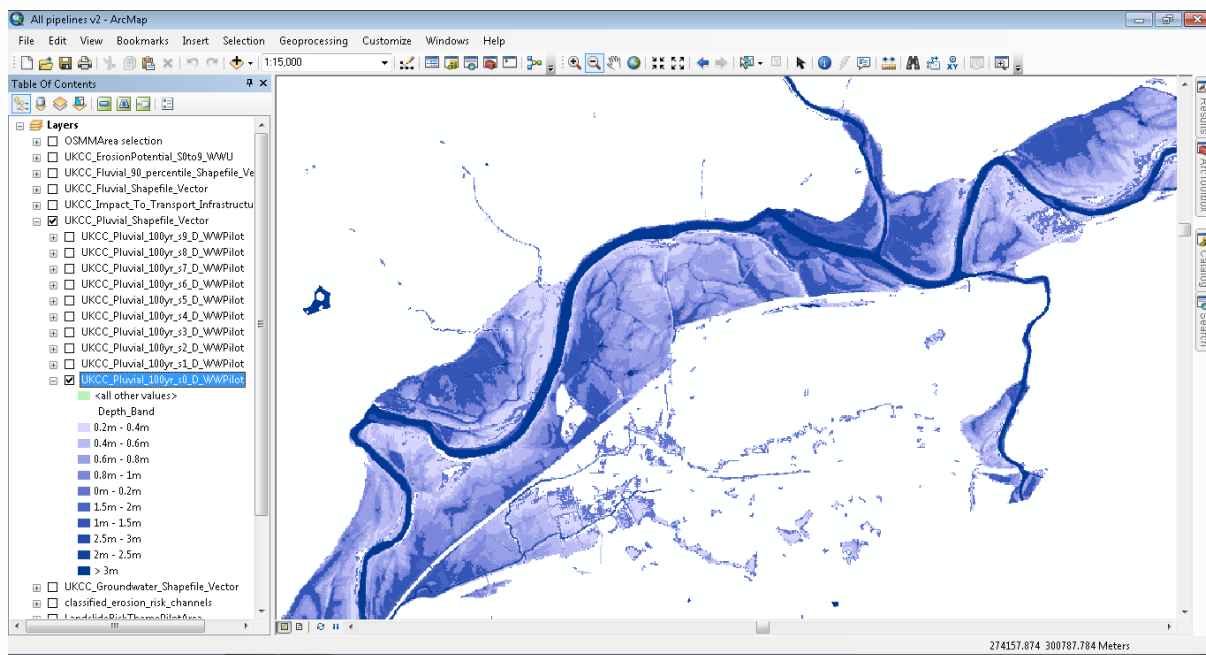 All pipelines v2 - ArcMap
File Edit View Bookmarks Insert Selection Geoprocessing Customize Windows Help
1:15,000
Table Of Contents
Layers
OSMMArea selection
UKCC_ErosionPotential_S0to9_WWU
UKCC_Fluvial_90_percentile_Shapefile_Ve
UKCC_Fluvial_Shapefile_Vector
UKCC_Impact_To_Transport_Infrastructu
UKCC_Pluvial_Shapefile_Vector
UKCC_Pluvial_100yr_s9_D_WWPilot
UKCC_Pluvial_100yr_s8_D_WWPilot
UKCC_Pluvial_100yr_s7_D_WWPilot
UKCC_Pluvial_100yr_s6_D_WWPilot
UKCC_Pluvial_100yr_s5_D_WWPilot
UKCC_Pluvial_100yr_s4_D_WWPilot
UKCC_Pluvial_100yr_s3_D_WWPilot
UKCC_Pluvial_100yr_s2_D_WWPilot
UKCC_Pluvial_100yr_s1_D_WWPilot
UKCC_Pluvial_100yr_s0_D_WWPilot
<all other values>
Depth_Band
0.2m - 0.4m
0.4m - 0.6m
0.6m - 0.8m
0.8m - 1m
0m - 0.2m
1.5m - 2m
1m - 1.5m
2.5m - 3m
2m - 2.5m
> 3m
UKCC_Groundwater_Shapefile_Vector
classified_erosion_risk_channels
LandslideRiskThemePilotArea
Results
ArcToolbox
Catalog
Search
274157.874 300787.784 Meters